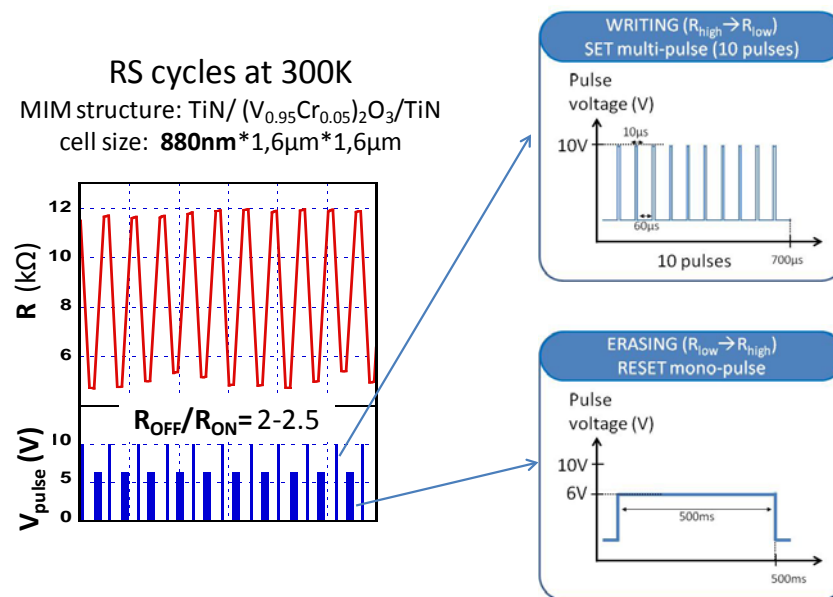 RS cycles at 300K
MIM structure: TiN/ (V0.95Cr0.05)2O3/TiN
cell size: 880nm*1,6µm*1,6µm
12
10
8
6
R (kΩ)
ROFF/RON= 2-2.5
10
5
0
Vpulse (V)
WRITING (Rhigh→Rlow)
SET multi-pulse (10 pulses)
Pulse
voltage (V)
10µs
10V
60µs
10 pulses
700µs
ERASING (Rlow→Rhigh)
RESET mono-pulse
Pulse
voltage (V)
10V
6V
500ms
500ms